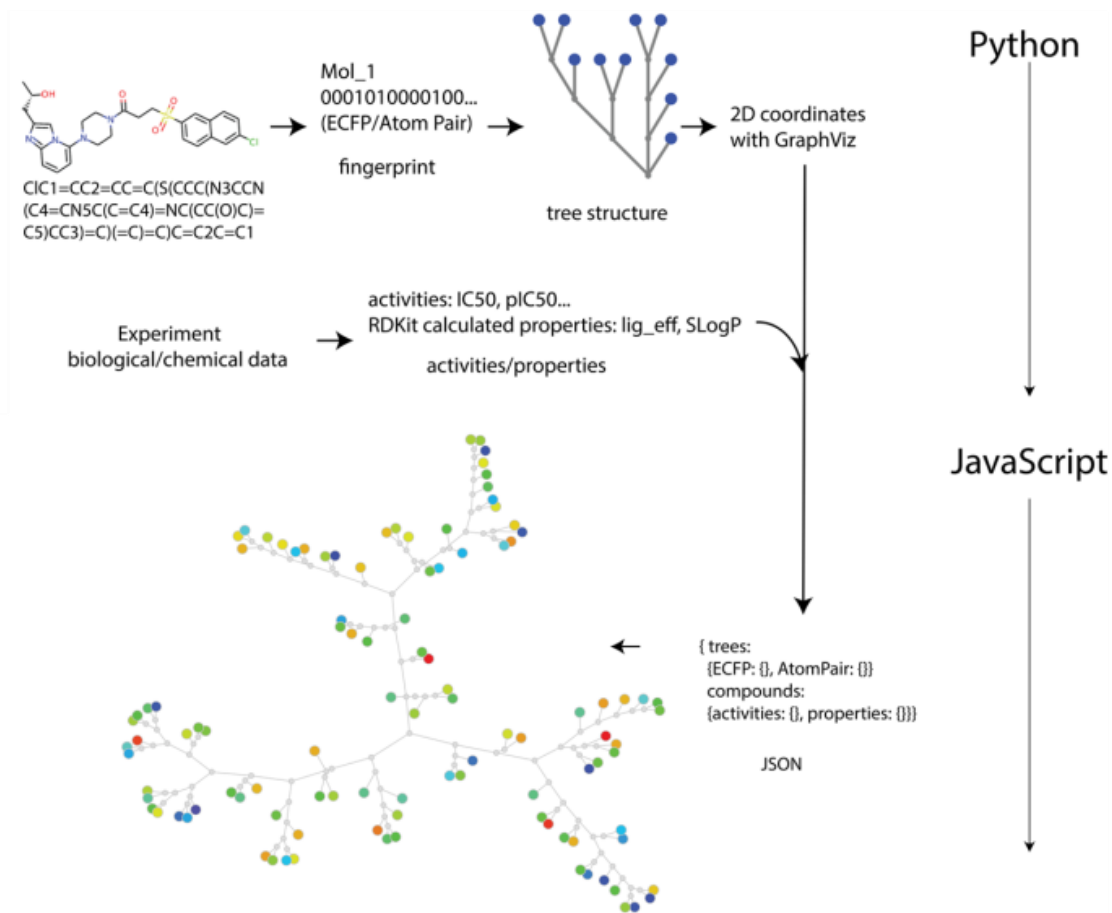 Python
OH
N
N
N
N
O
O
S
O
Cl
ClC1=CC2=CC=C(S(CCC(N3CCN
(C4=CN5C(C=C4)=NC(CC(O)C)=
C5)CC3)=C)(=C)=C)C=C2C=C1
Mol_1
0001010000100...
(ECFP/Atom Pair)
fingerprint
tree structure
2D coordinates
with GraphViz
Experiment
biological/chemical data
activities: IC50, pIC50...
RDKit calculated properties: lig_eff, SLogP
activities/properties
JavaScript
{ trees:
{ECFP: {}, AtomPair: {}}
compounds:
{activities: {}, properties: {}}}
JSON